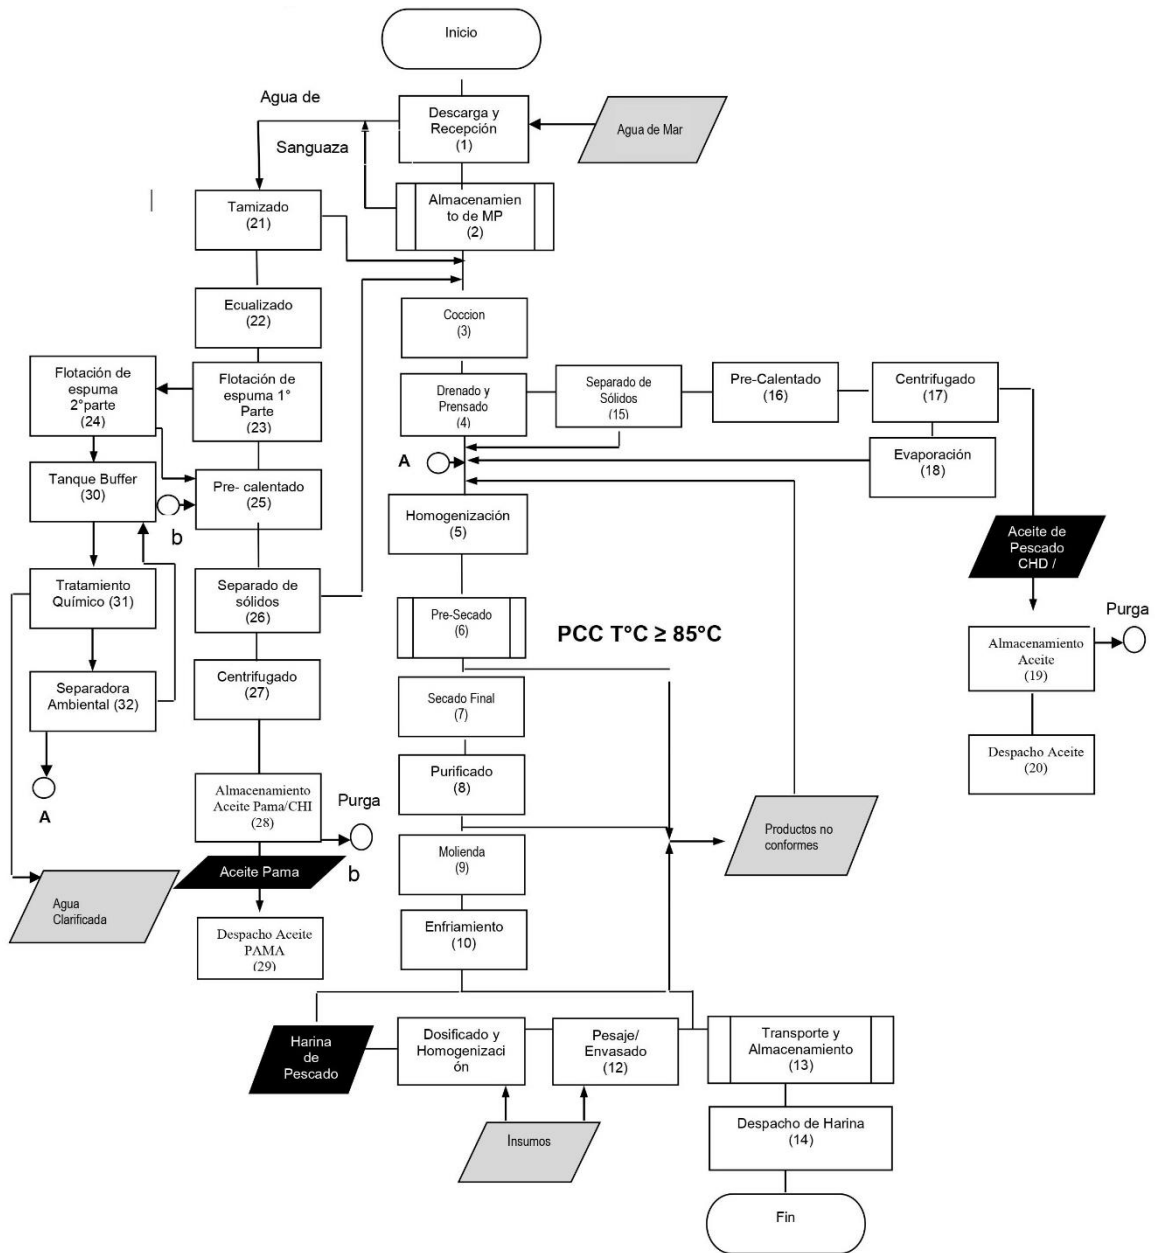 Inicio
Agua de
Descarga y
Recepción
(1)
Agua de Mar
Sanguaza
Tamizado
(21)
Almacenamien
to de MP
(2)
Ecualizado
(22)
Coccion
(3)
Flotación de
espuma
2°parte
(24)
Flotación de
espuma 1°
Parte
(23)
Drenado y
Prensado
(4)
Separado de
Sólidos
(15)
Pre-Calentado
(16)
Centrifugado
(17)
A
Evaporación
(18)
Tanque Buffer
(30)
Pre- calentado
(25)
b
Homogenización
(5)
Aceite de
Pescado
CHD /
Tratamiento
Químico (31)
Separado de
sólidos
(26)
Pre-Secado
(6)
PCC T°C ≥ 85°C
Purga
Almacenamiento
Aceite
(19)
Separadora
Ambiental (32)
Centrifugado
(27)
Secado Final
(7)
Despacho Aceite
(20)
Purificado
(8)
A
Almacenamiento
Aceite Pama/CHI
(28)
Purga
Productos no
conformes
Molienda
(9)
Aceite Pama
b
Agua
Clarificada
Despacho Aceite
PAMA
(29)
Enfriamiento
(10)
Harina
de
Pescado
Dosificado y
Homogenizaci
ón
Pesaje/
Envasado
(12)
Transporte y
Almacenamiento
(13)
Insumos
Despacho de Harina
(14)
Fin